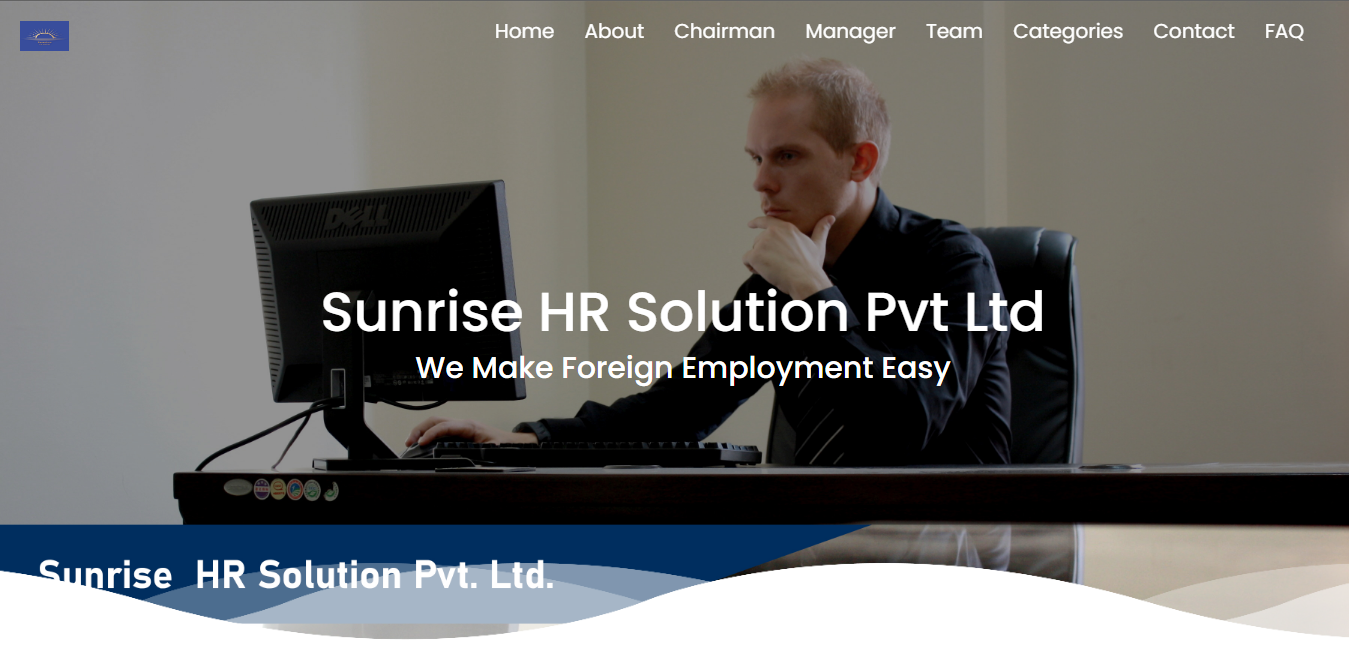 Home About Chairman Manager Team Categories Contact FAQ
DELL
Sunrise HR Solution Pvt Ltd
We Make Foreign Employment Easy
Sunrise HR Solution Pvt. Ltd.